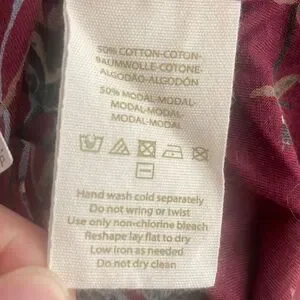 50% COTTON-COTON-
BAUMWOLLE-COTONE-
ALGODÃO-ALGODÓN
50% MODAL-MODAL-
MODAL-MODAL-
MODAL-MODAL
Hand wash cold separately
Do not wring or twist
Use only non-chlorine bleach
Reshape lay flat to dry
Low iron as needed
Do not dry clean